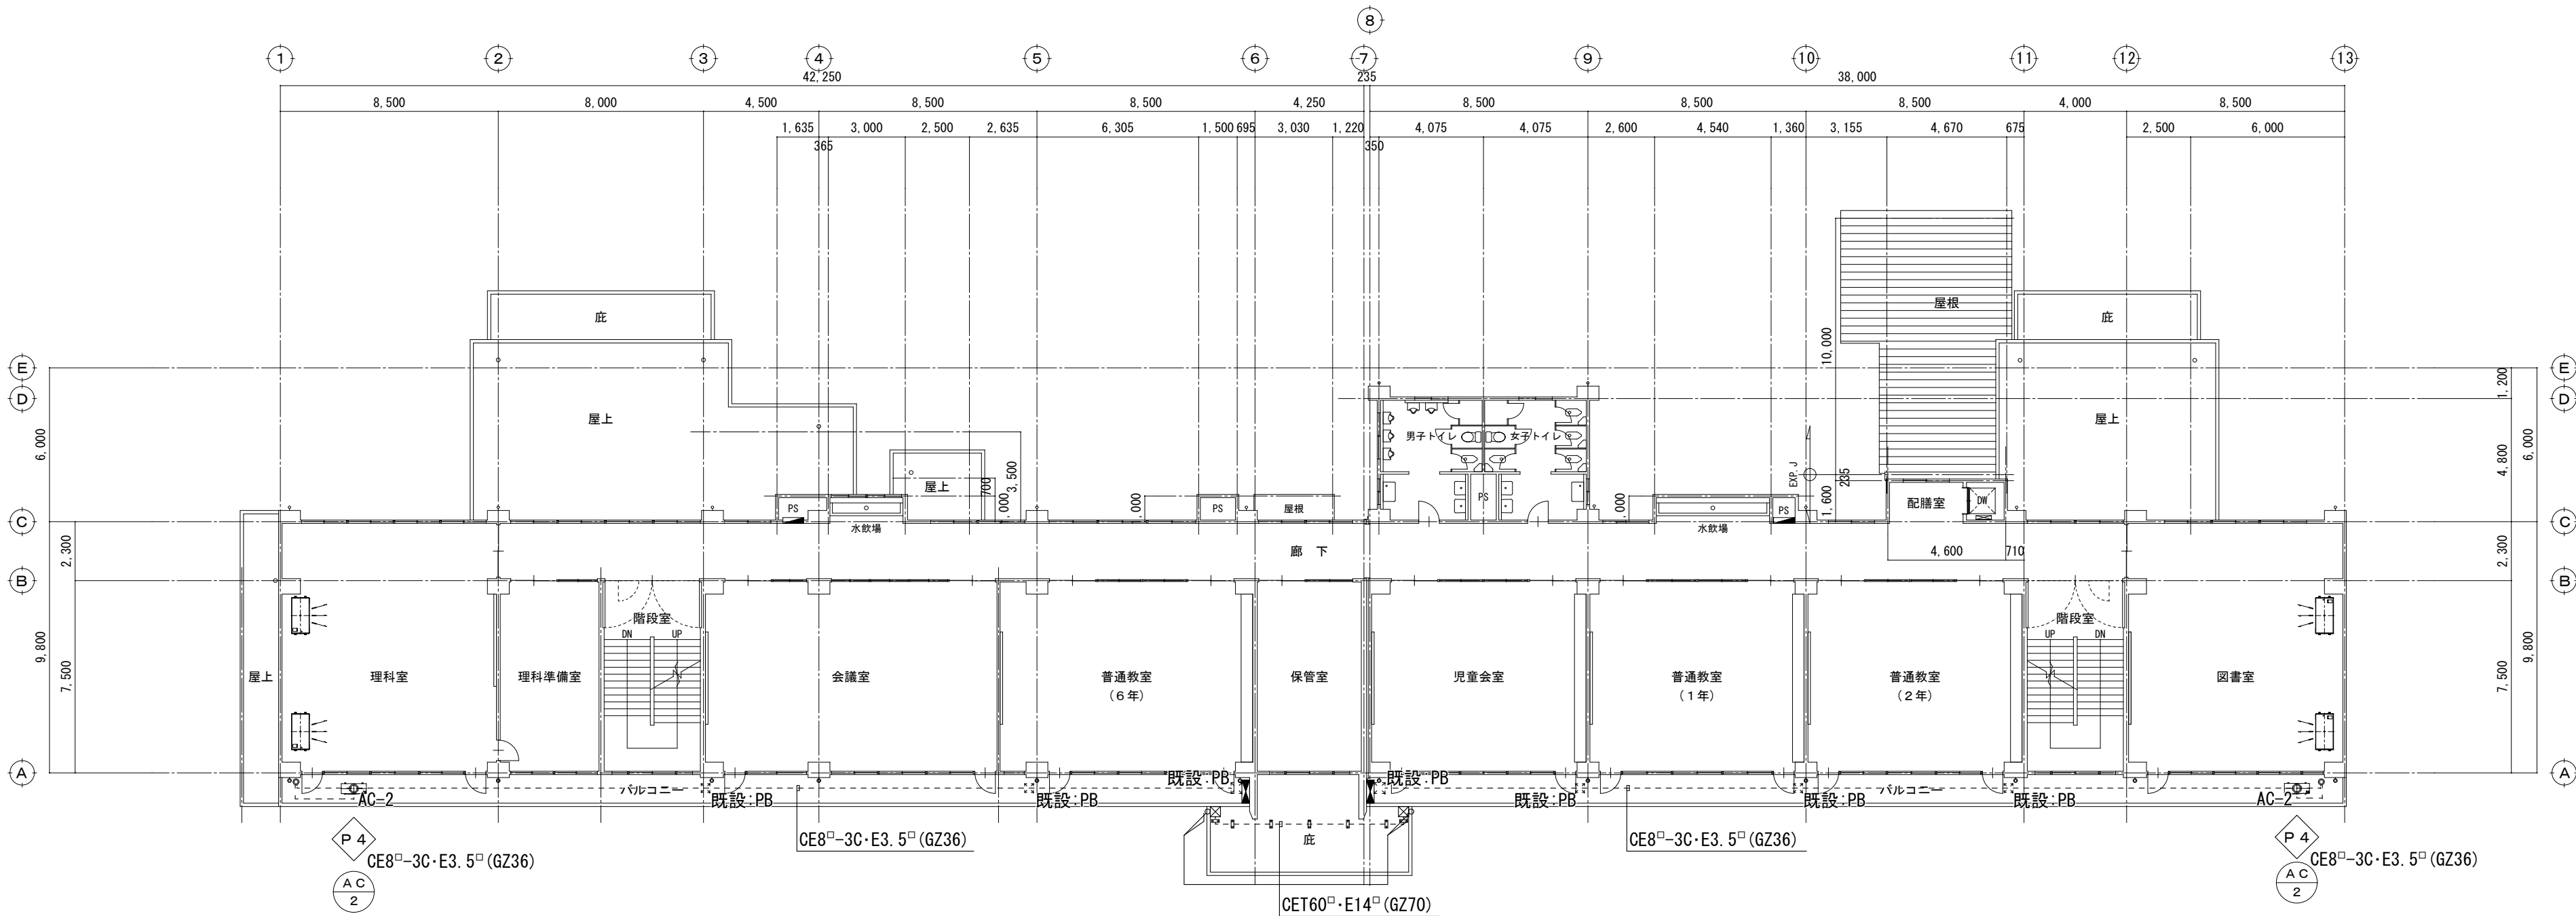 8
1 2 3 4 5 6 7 9 10 11 12 13
42,250 235 38,000
8,500 8,000 4,500 8,500 8,500 4,250 8,500 8,500 8,500 4,000 8,500
1,635 3,000 2,500 2,635 6,305 1,500 695 3,030 1,220 4,075 4,075 2,600 4,540 1,360 3,155 4,670 675 2,500 6,000
365 350
屋根
庇 庇
10,000
E E
1,200
D D
屋上 屋上
6,000 4,800 6,000
男子トイレ 女子トイレ
EXP.J
235
屋上
700
3,500
,000 ,000 ,000
1,600
PS PS 屋根 PS PS 配膳室 DW
C C
水飲場 水飲場
2,300 廊 下 4,600 710 2,300
B B
階段室 階段室
DN UP UP DN
9,800 7,500 7,500 9,800
屋上 理科室 理科準備室 会議室 普通教室 保管室 児童会室 普通教室 普通教室 図書室
(6年) (1年) (2年)
A A
既設:PB 既設:PB
バルコニー バルコニー
AC-2 既設:PB 既設:PB 既設:PB 既設:PB 既設:PB AC-2
P4 CE8□-3C・E3.5□(GZ36) 庇 CE8□-3C・E3.5□(GZ36) P4
CE8□-3C・E3.5□(GZ36) CE8□-3C・E3.5□(GZ36)
AC AC
2 2
CET60□・E14□(GZ70)